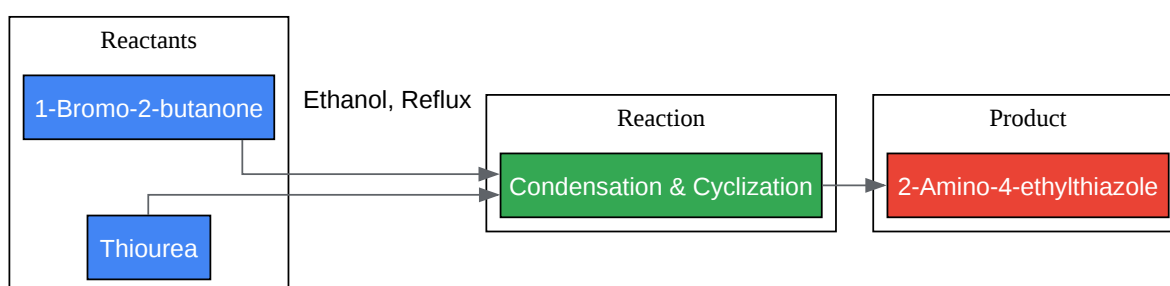 Reactants
1-Bromo-2-butanone
Thiourea
Ethanol, Reflux
Reaction
Condensation & Cyclization
Product
2-Amino-4-ethylthiazole